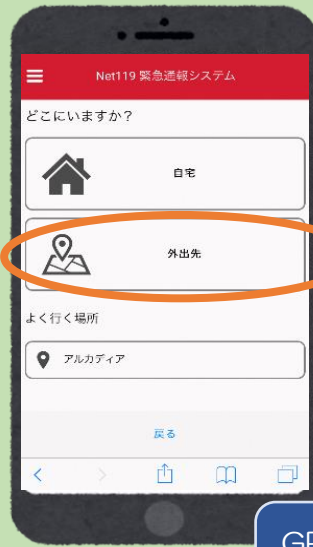 Net119 緊急通報システム
どこにいますか？
自宅
外出先
よく行く場所
アルカディア
戻る